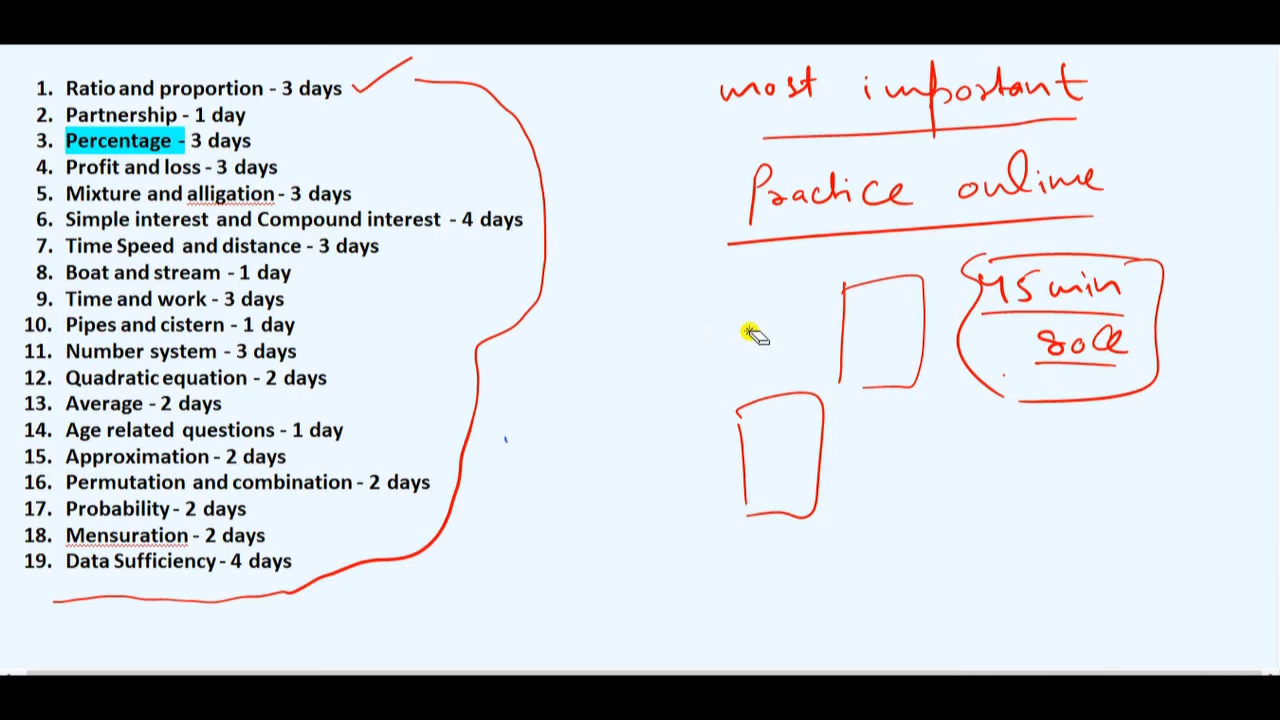 1. Ratio and proportion - 3 days
2. Partnership - 1 day
3. Percentage - 3 days
4. Profit and loss - 3 days
5. Mixture and alligation - 3 days
6. Simple interest and Compound interest - 4 days
7. Time Speed and distance - 3 days
8. Boat and stream - 1 day
9. Time and work - 3 days
10. Pipes and cistern - 1 day
11. Number system - 3 days
12. Quadratic equation - 2 days
13. Average - 2 days
14. Age related questions - 1 day
15. Approximation - 2 days
16. Permutation and combination - 2 days
17. Probability - 2 days
18. Mensuration - 2 days
19. Data Sufficiency - 4 days
most important
Practice online
45 min